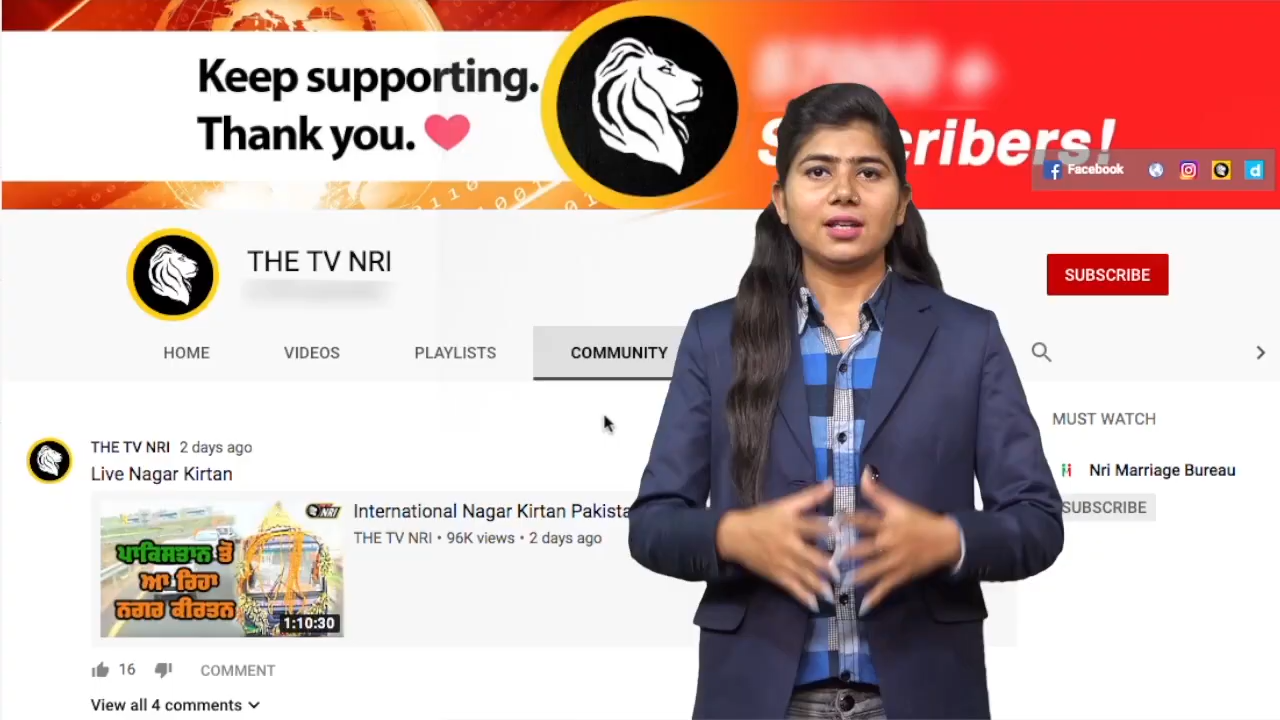 Keep supporting.
Thank you.
cribers!
Facebook
THE TV NRI
SUBSCRIBE
HOME
VIDEOS
PLAYLISTS
COMMUNITY
MUST WATCH
Nri Marriage Bureau
SUBSCRIBE
THE TV NRI 2 days ago
Live Nagar Kirtan
NRI
ਪਾਕਿਸਤਾਨ ਤੋਂ
ਆ ਰਿਹਾ
ਨਗਰ ਕੀਰਤਨ
1:10:30
International Nagar Kirtan Pakista
THE TV NRI • 96K views • 2 days ago
16
COMMENT
View all 4 comments